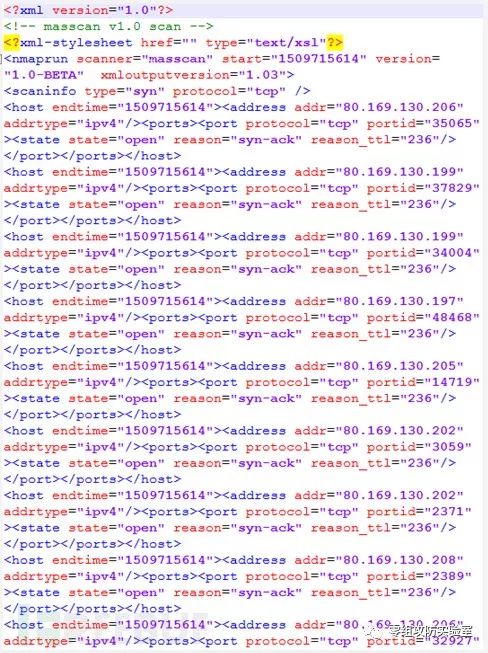 <?xml version="1.0"?>
<!-- masscan v1.0 scan -->
<?xml-stylesheet href="" type="text/xsl"?>
<nmaprun scanner="masscan" start="1509715614" version=
"1.0-BETA"  xmloutputversion="1.03">
<scaninfo type="syn" protocol="tcp" />
<host endtime="1509715614"><address addr="80.169.130.206"
addrtype="ipv4"/><ports><port protocol="tcp" portid="35065"
><state state="open" reason="syn-ack" reason_ttl="236"/>
</port></ports></host>
<host endtime="1509715614"><address addr="80.169.130.199"
addrtype="ipv4"/><ports><port protocol="tcp" portid="37829"
><state state="open" reason="syn-ack" reason_ttl="236"/>
</port></ports></host>
<host endtime="1509715614"><address addr="80.169.130.199"
addrtype="ipv4"/><ports><port protocol="tcp" portid="34004"
><state state="open" reason="syn-ack" reason_ttl="236"/>
</port></ports></host>
<host endtime="1509715614"><address addr="80.169.130.197"
addrtype="ipv4"/><ports><port protocol="tcp" portid="48468"
><state state="open" reason="syn-ack" reason_ttl="236"/>
</port></ports></host>
<host endtime="1509715614"><address addr="80.169.130.205"
addrtype="ipv4"/><ports><port protocol="tcp" portid="14719"
><state state="open" reason="syn-ack" reason_ttl="236"/>
</port></ports></host>
<host endtime="1509715614"><address addr="80.169.130.202"
addrtype="ipv4"/><ports><port protocol="tcp" portid="3059"
><state state="open" reason="syn-ack" reason_ttl="236"/>
</port></ports></host>
<host endtime="1509715614"><address addr="80.169.130.202"
addrtype="ipv4"/><ports><port protocol="tcp" portid="2371"
><state state="open" reason="syn-ack" reason_ttl="236"/>
</port></ports></host>
<host endtime="1509715614"><address addr="80.169.130.208"
addrtype="ipv4"/><ports><port protocol="tcp" portid="2389"
><state state="open" reason="syn-ack" reason_ttl="236"/>
</port></ports></host>
<host endtime="1509715614"><address addr="80.169.130.206"
addrtype="ipv4"/><ports><port protocol="tcp" portid="32927"
零组攻防实验室